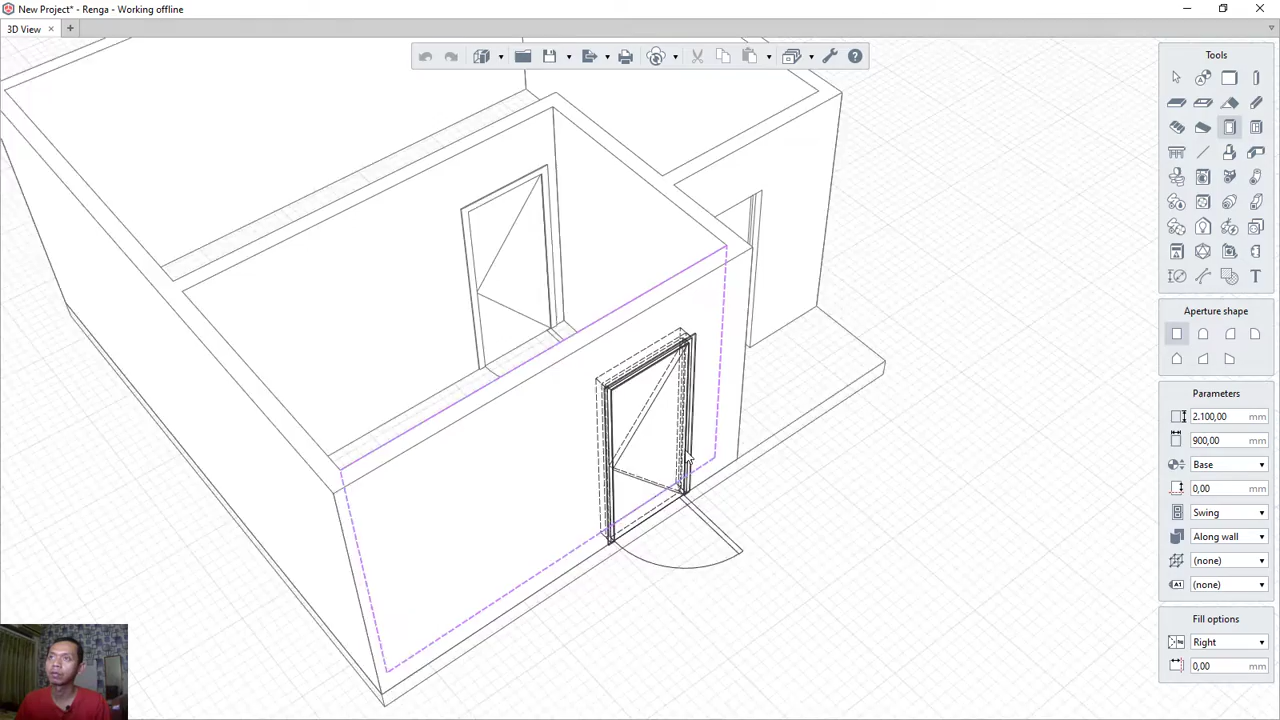 New Project* - Renga - Working offline
3D View
Tools
T
Aperture shape
Parameters
2.100,00 mm
900,00 mm
Base
0,00 mm
Swing
Along wall
(none)
A1 (none)
Fill options
Right
0,00 mm